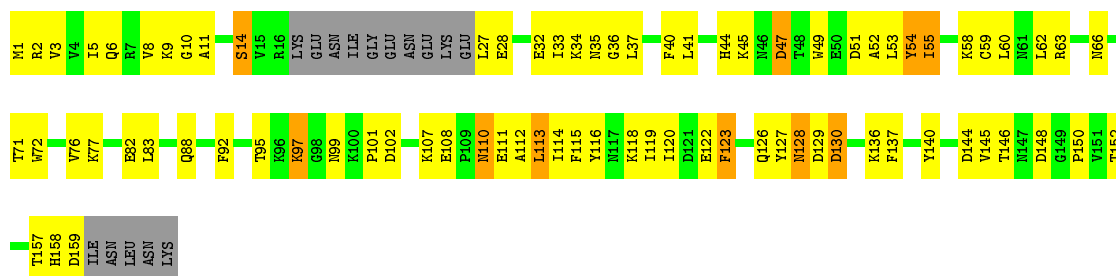 M1 R2 V3 V4 I5 Q6 R7 V8 K9 G10 A11 S14 V15 R16 LYS GLU ASN ILE GLY GLU ASN GLU LYS GLU L27 E28 E32 I33 K34 N35 G36 L37 F40 L41 H44 K45 N46 D47 T48 W49 E50 D51 A52 L53 Y54 I55 K58 C59 L60 N61 L62 R63 N66
T71 W72 V76 K77 E82 L83 Q88 F92 T95 K96 K97 G98 N99 K100 P101 D102 K107 E108 P109 N110 E111 A112 L113 I114 F115 Y116 N117 K118 I119 I120 D121 E122 F123 Q126 Y127 N128 D129 D130 K136 F137 Y140 D144 V145 T146 N147 D148 G149 P150 V151 T152
T157 H158 D159 ILE ASN LEU ASN LYS